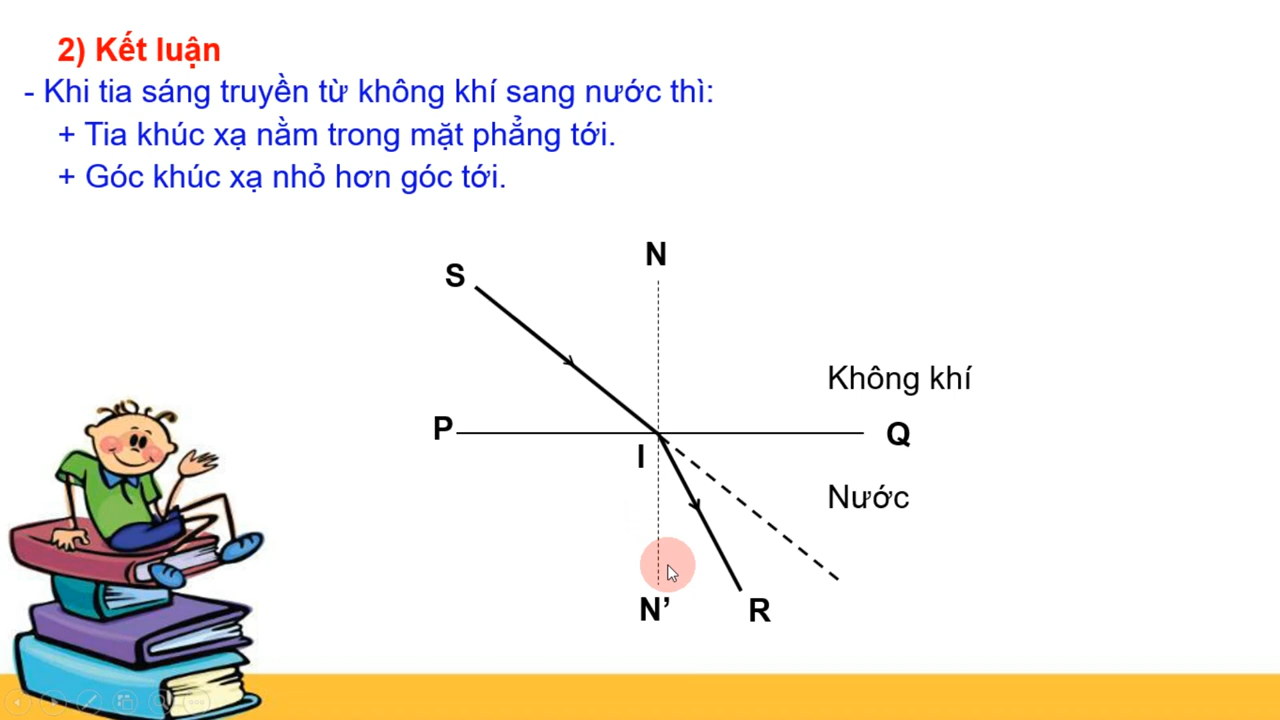 2) Kết luận
- Khi tia sáng truyền từ không khí sang nước thì:
+ Tia khúc xạ nằm trong mặt phẳng tới.
+ Góc khúc xạ nhỏ hơn góc tới.
N
S
Không khí
P
Q
I
Nước
N’
R